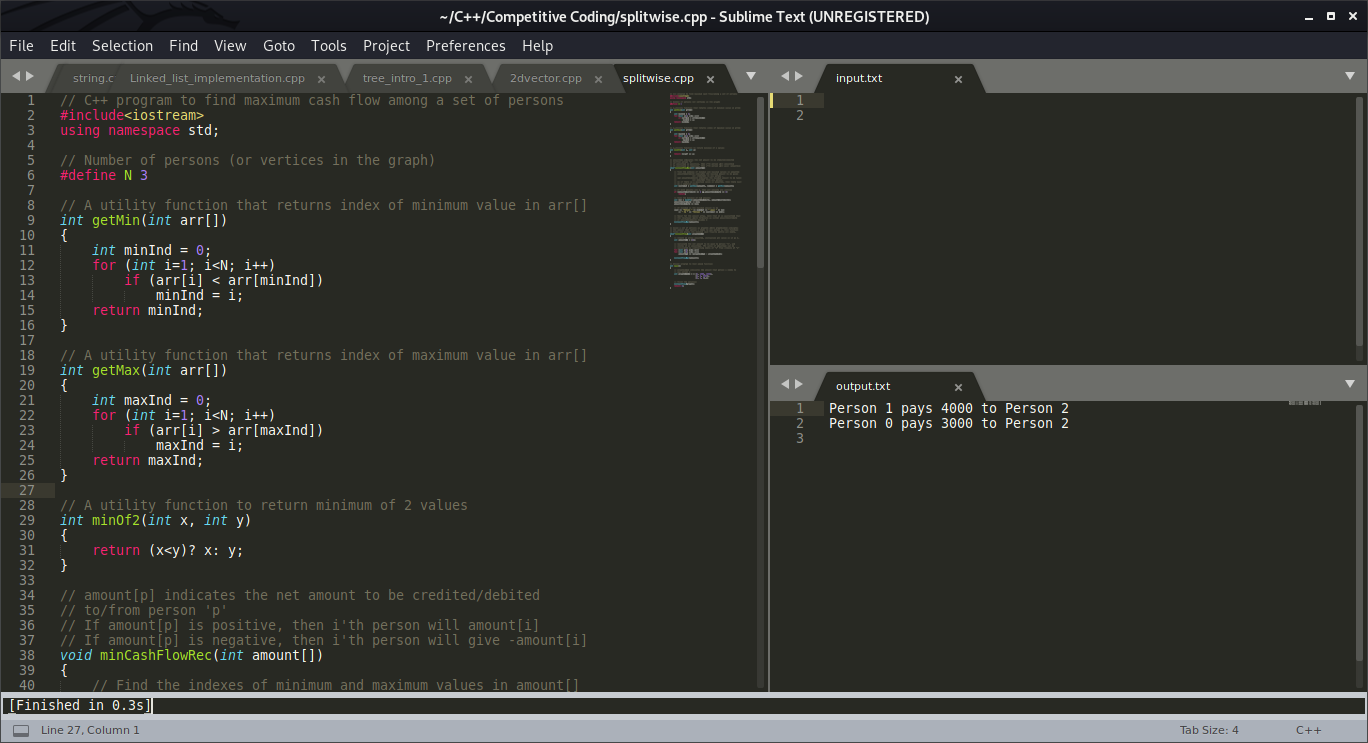 ~/C++/Competitive Coding/splitwise.cpp - Sublime Text (UNREGISTERED)
File Edit Selection Find View Goto Tools Project Preferences Help
string.c Linked_list_implementation.cpp tree_intro_1.cpp 2dvector.cpp splitwise.cpp
1 // C++ program to find maximum cash flow among a set of persons
2 #include<iostream>
3 using namespace std;
4
5 // Number of persons (or vertices in the graph)
6 #define N 3
7
8 // A utility function that returns index of minimum value in arr[]
9 int getMin(int arr[])
10 {
11     int minInd = 0;
12     for (int i=1; i<N; i++)
13         if (arr[i] < arr[minInd])
14             minInd = i;
15     return minInd;
16 }
17
18 // A utility function that returns index of maximum value in arr[]
19 int getMax(int arr[])
20 {
21     int maxInd = 0;
22     for (int i=1; i<N; i++)
23         if (arr[i] > arr[maxInd])
24             maxInd = i;
25     return maxInd;
26 }
27
28 // A utility function to return minimum of 2 values
29 int minOf2(int x, int y)
30 {
31     return (x<y)? x: y;
32 }
33
34 // amount[p] indicates the net amount to be credited/debited
35 // to/from person 'p'
36 // If amount[p] is positive, then i'th person will amount[i]
37 // If amount[p] is negative, then i'th person will give -amount[i]
38 void minCashFlowRec(int amount[])
39 {
40     // Find the indexes of minimum and maximum values in amount[]
input.txt
1
2
output.txt
1 Person 1 pays 4000 to Person 2
2 Person 0 pays 3000 to Person 2
3
[Finished in 0.3s]
Line 27, Column 1 Tab Size: 4 C++